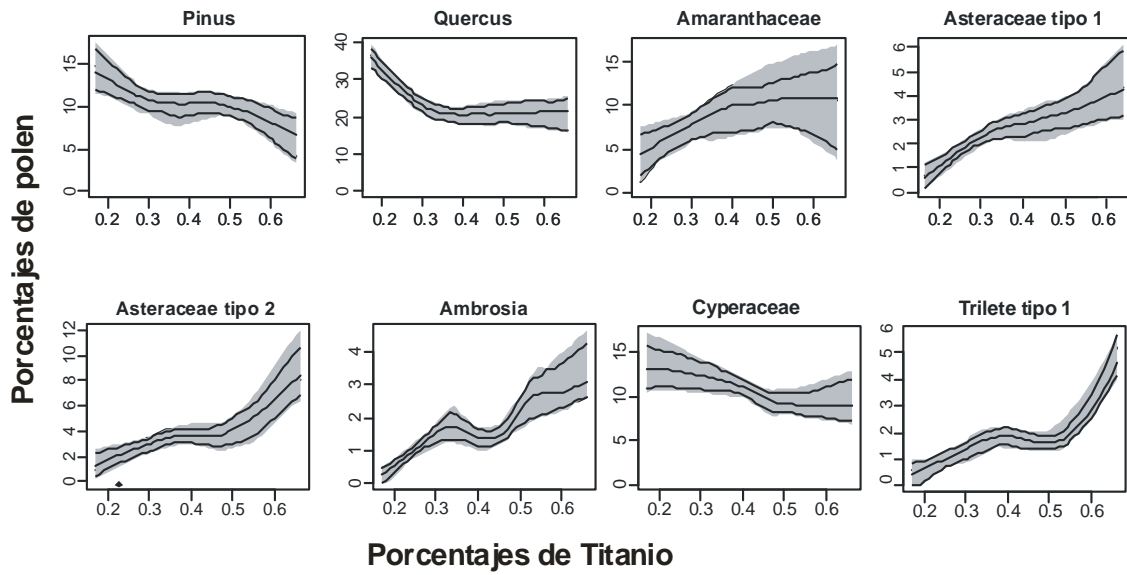 Pinus
Quercus
Amaranthaceae
Asteraceae tipo 1
0 5 10 15
0 10 20 30 40
0 5 10 15
0 1 2 3 4 5 6
0.2 0.3 0.4 0.5 0.6
0.2 0.3 0.4 0.5 0.6
0.2 0.3 0.4 0.5 0.6
0.2 0.3 0.4 0.5 0.6
Porcentajes de polen
Asteraceae tipo 2
Ambrosia
Cyperaceae
Trilete tipo 1
0 2 4 6 8 10 12
0 1 2 3 4
0 5 10 15
0 1 2 3 4 5 6
0.2 0.3 0.4 0.5 0.6
0.2 0.3 0.4 0.5 0.6
0.2 0.3 0.4 0.5 0.6
0.2 0.3 0.4 0.5 0.6
Porcentajes de Titanio